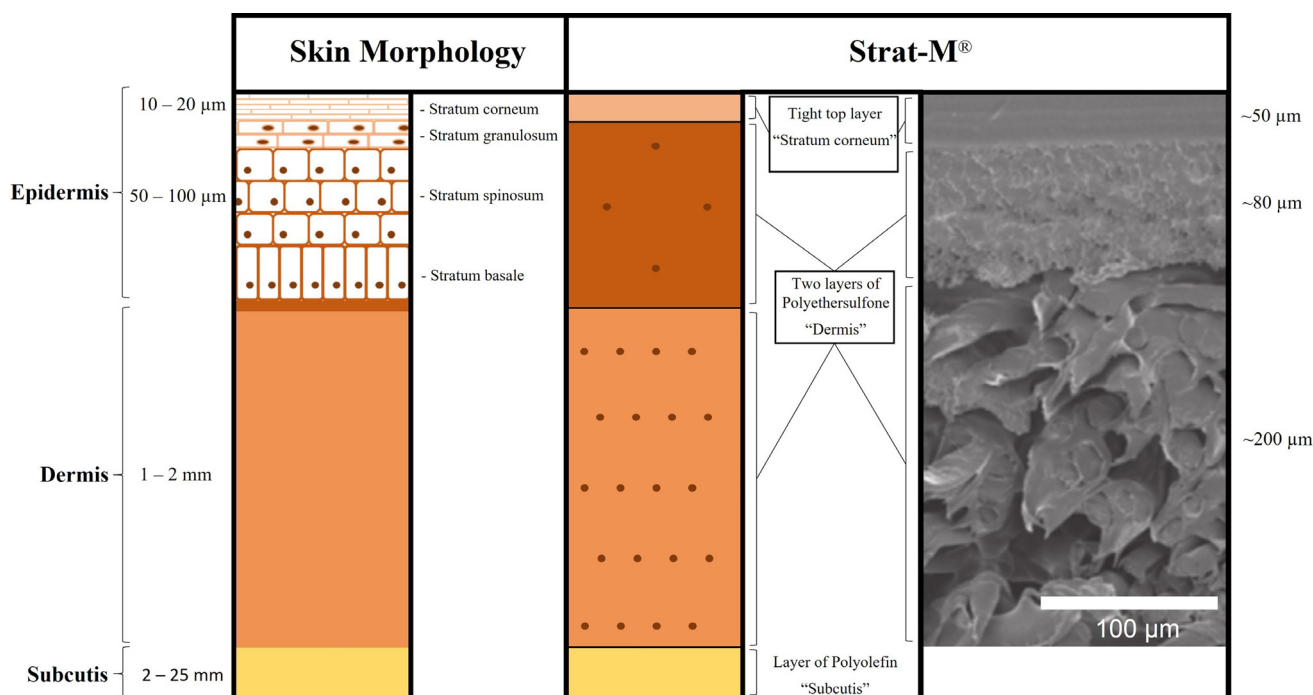 Skin Morphology
Strat-M®
Epidermis
10 – 20 µm
50 – 100 µm
- Stratum corneum
- Stratum granulosum
- Stratum spinosum
- Stratum basale
Tight top layer
“Stratum corneum”
~50 µm
~80 µm
Two layers of
Polyethersulfone
“Dermis”
Dermis
1 – 2 mm
~200 µm
100 µm
Subcutis
2 – 25 mm
Layer of Polyolefin
“Subcutis”